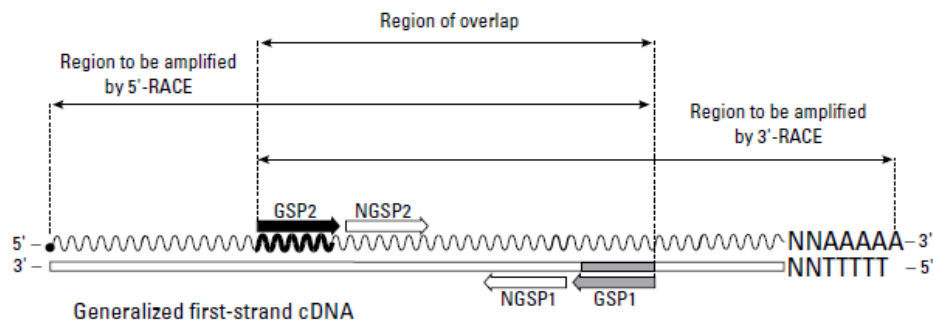 Region of overlap
Region to be amplified
by 5'-RACE
Region to be amplified
by 3'-RACE
GSP2 NGSP2
5' – NNAAAAA – 3'
3' – NNTTTTT – 5'
NGSP1 GSP1
Generalized first-strand cDNA